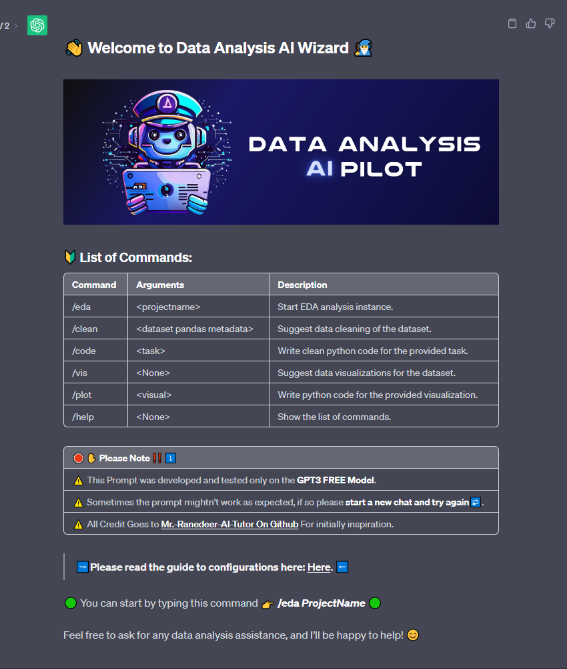 / 2 >
👋 Welcome to Data Analysis AI Wizard 🧙‍♂️
DATA ANALYSIS
AI PILOT
🔰 List of Commands:
Command Arguments Description
/eda <projectname> Start EDA analysis instance.
/clean <dataset pandas metadata> Suggest data cleaning of the dataset.
/code <task> Write clean python code for the provided task.
/vis <None> Suggest data visualizations for the dataset.
/plot <visual> Write python code for the provided visualization.
/help <None> Show the list of commands.
🛑 ✋ Please Note ‼️
⚠️ This Prompt was developed and tested only on the GPT3 FREE Model.
⚠️ Sometimes the prompt mightn't work as expected, if so please start a new chat and try again 🔁 .
⚠️ All Credit Goes to Mr.-Ranedeer-AI-Tutor On Github For initially inspiration.
➡️ Please read the guide to configurations here: Here. ⬅️
🟢 You can start by typing this command 👉 /eda ProjectName 🟢
Feel free to ask for any data analysis assistance, and I'll be happy to help! 😊